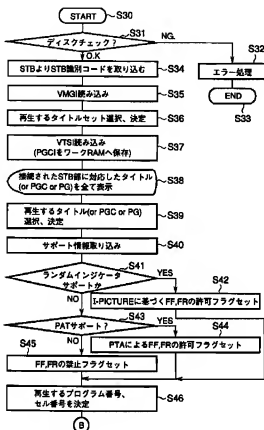 START
S30
S31
ディスクチェック?
NG.
S32
O.K
S34
STBよりSTB識別コードを取り込む
エラー処理
S35
VMGI読み込み
END
S36
S33
再生するタイトルセット選択、決定
S37
VTSI読み込み
(PGCIをワークRAMへ保存)
S38
接続されたSTB部に対応したタイトル
(or PGC or PG)を全て表示
S39
再生するタイトル(or PGC or PG)
選択、決定
S40
サポート情報取り込み
S41
ランダムインジケータ
サポートか
YES
S42
I-PICTUREに基づくFF,FRの許可フラグセット
NO
S43
PATサポート?
YES
S44
PTAによるFF,FRの許可フラグセット
S45
NO
FF,FRの禁止フラグセット
S46
再生するプログラム番号、
セル番号を決定
B